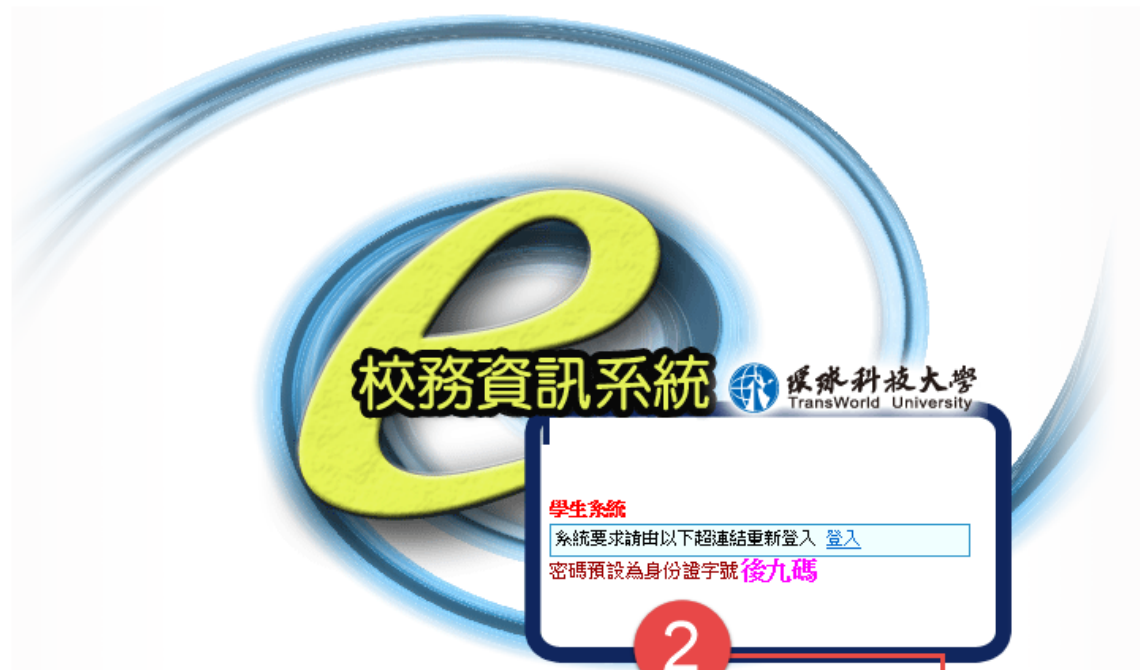 校務資訊系統
環球科技大學
TransWorld University
學生系統
系統要求請由以下超連結重新登入 登入
密碼預設為身份證字號後九碼
2